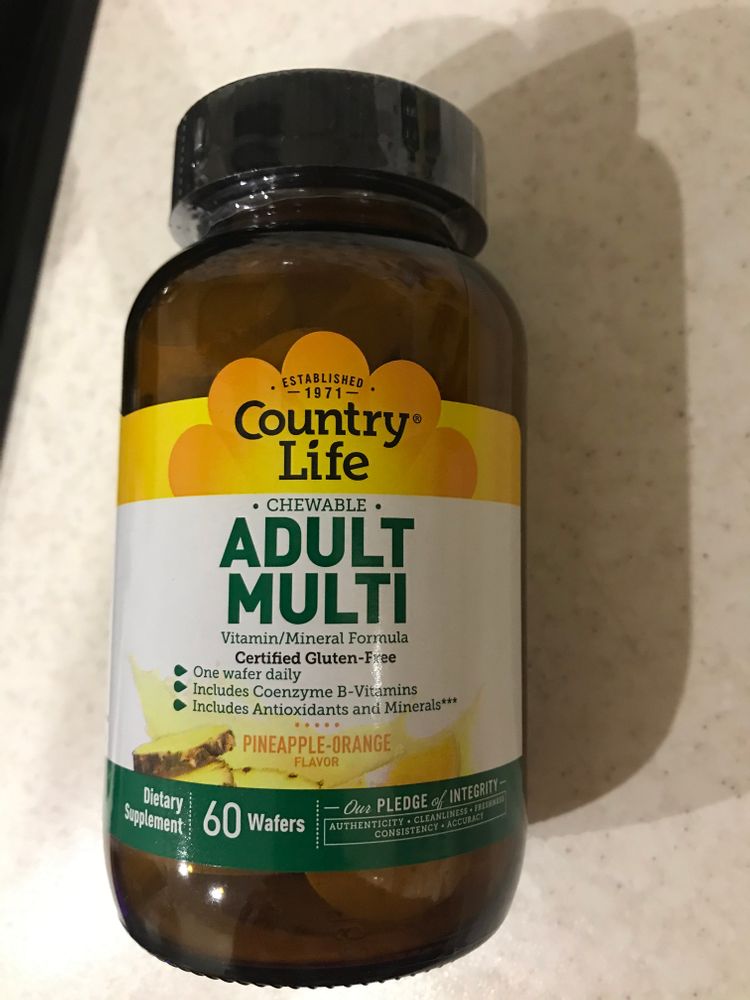 • ESTABLISHED •
— 1971 —
Country®
Life
• CHEWABLE •
ADULT
MULTI
Vitamin/Mineral Formula
Certified Gluten-Free
One wafer daily
Includes Coenzyme B-Vitamins
Includes Antioxidants and Minerals***
PINEAPPLE-ORANGE
FLAVOR
Dietary
Supplement
60 Wafers
Our PLEDGE of INTEGRITY
AUTHENTICITY • CLEANLINESS • FRESHNESS
CONSISTENCY • ACCURACY